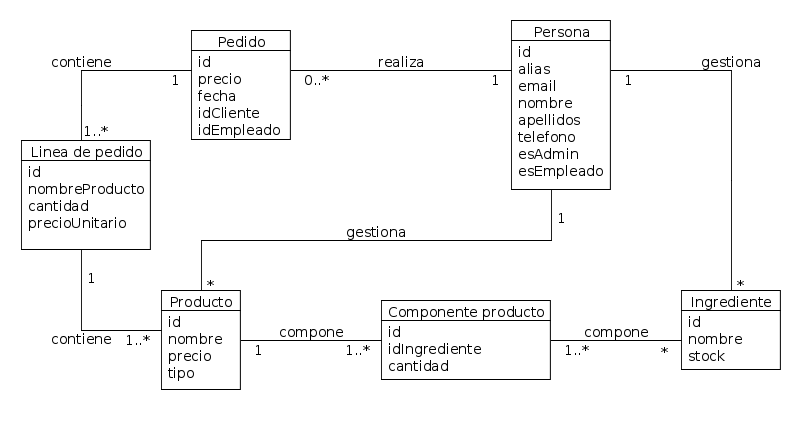 Pedido
id
precio
fecha
idCliente
idEmpleado
Persona
id
alias
email
nombre
apellidos
telefono
esAdmin
esEmpleado
contiene
1
1..*
realiza
0..*
1
gestiona
1
*
Linea de pedido
id
nombreProducto
cantidad
precioUnitario
gestiona
1
*
contiene
1
1..*
Producto
id
nombre
precio
tipo
compone
1
1..*
Componente producto
id
idIngrediente
cantidad
compone
1..*
*
Ingrediente
id
nombre
stock